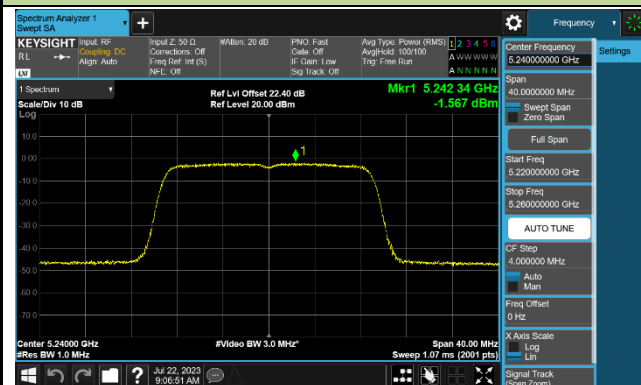 Spectrum Analyzer 1
Swept SA
+
Frequency
KEYSIGHT
RL
LXI
Input: RF
Coupling: DC
Align: Auto
Input Z: 50 Ω
Corrections: Off
Freq Ref: Int (S)
NFE: Off
#Atten: 20 dB
PNO: Fast
Gate: Off
IF Gain: Low
Sig Track: Off
Avg Type: Power (RMS)
Avg|Hold: 100/100
Trig: Free Run
1 2 3 4 5 6
A W W W W W
A N N N N N
1 Spectrum
Scale/Div 10 dB
Log
Ref Lvl Offset 22.40 dB
Ref Level 20.00 dBm
Mkr1 5.242 34 GHz
-1.567 dBm
10.0
0.00
-10.0
-20.0
-30.0
-40.0
-50.0
-60.0
-70.0
1
Center 5.24000 GHz
#Res BW 1.0 MHz
#Video BW 3.0 MHz*
Span 40.00 MHz
Sweep 1.07 ms (2001 pts)
Jul 22, 2023
9:06:51 AM
Center Frequency
5.240000000 GHz
Settings
Span
40.0000000 MHz
Swept Span
Zero Span
Full Span
Start Freq
5.220000000 GHz
Stop Freq
5.260000000 GHz
AUTO TUNE
CF Step
4.000000 MHz
Auto
Man
Freq Offset
0 Hz
X Axis Scale
Log
Lin
Signal Track
(Span Zoom)